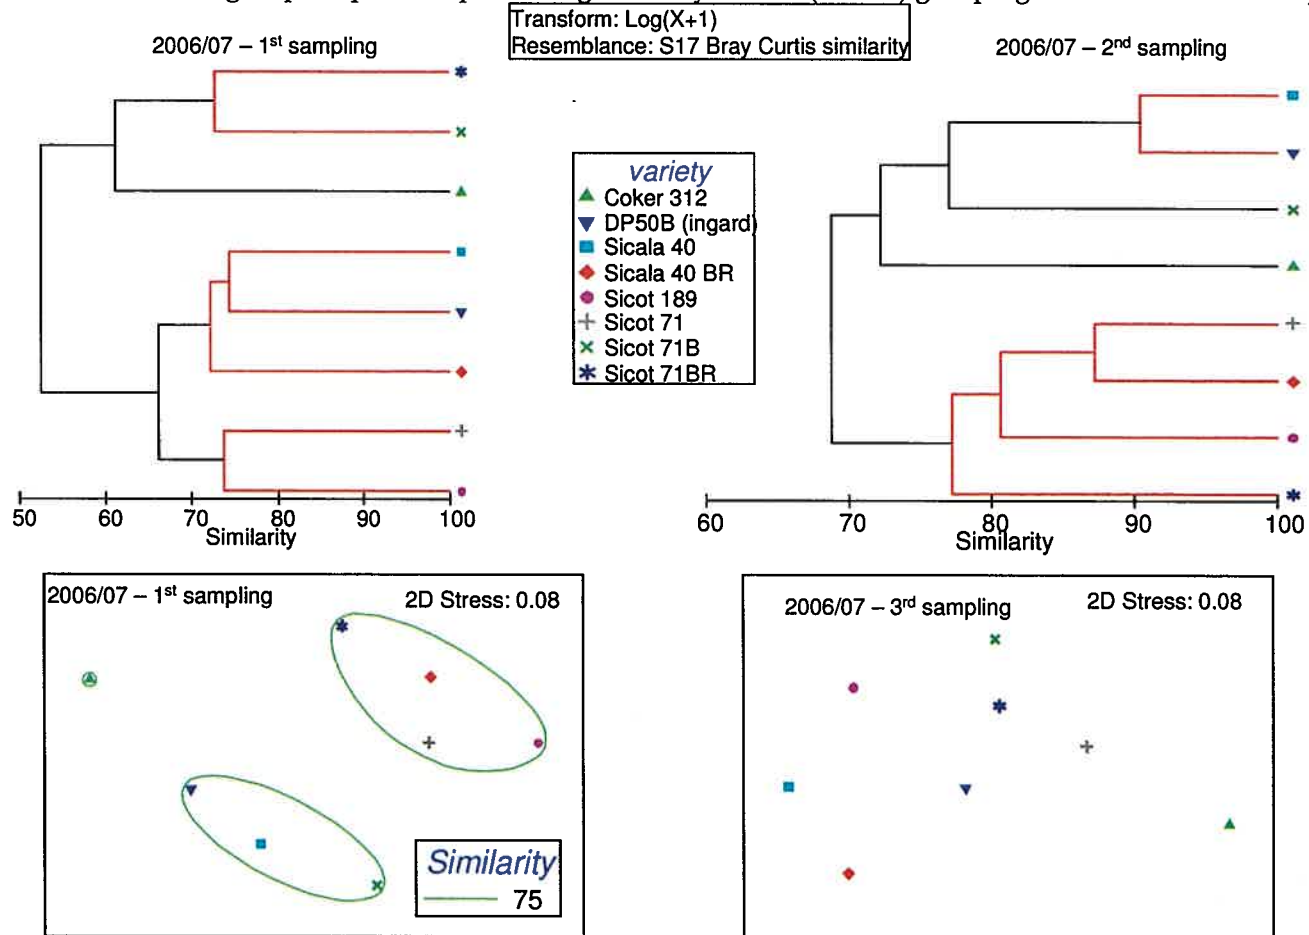 Transform: Log(X+1)
Resemblance: S17 Bray Curtis similarity
2006/07 – 1st sampling
2006/07 – 2nd sampling
variety
Coker 312
DP50B (ingard)
Sicala 40
Sicala 40 BR
Sicot 189
Sicot 71
Sicot 71B
Sicot 71BR
50 60 70 80 90 100
Similarity
60 70 80 90 100
Similarity
2006/07 – 1st sampling
2D Stress: 0.08
Similarity
75
2006/07 – 3rd sampling
2D Stress: 0.08